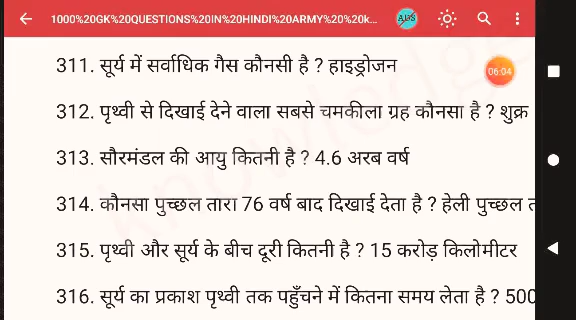 1000%20GK%20QUESTIONS%20IN%20HINDI%20ARMY%20%20k...
ADS
311. सूर्य में सर्वाधिक गैस कौनसी है ? हाइड्रोजन
06:04
312. पृथ्वी से दिखाई देने वाला सबसे चमकीला ग्रह कौनसा है ? शुक्र
313. सौरमंडल की आयु कितनी है ? 4.6 अरब वर्ष
314. कौनसा पुच्छल तारा 76 वर्ष बाद दिखाई देता है ? हेली पुच्छल त
315. पृथ्वी और सूर्य के बीच दूरी कितनी है ? 15 करोड़ किलोमीटर
316. सूर्य का प्रकाश पृथ्वी तक पहुँचने में कितना समय लेता है ? 500